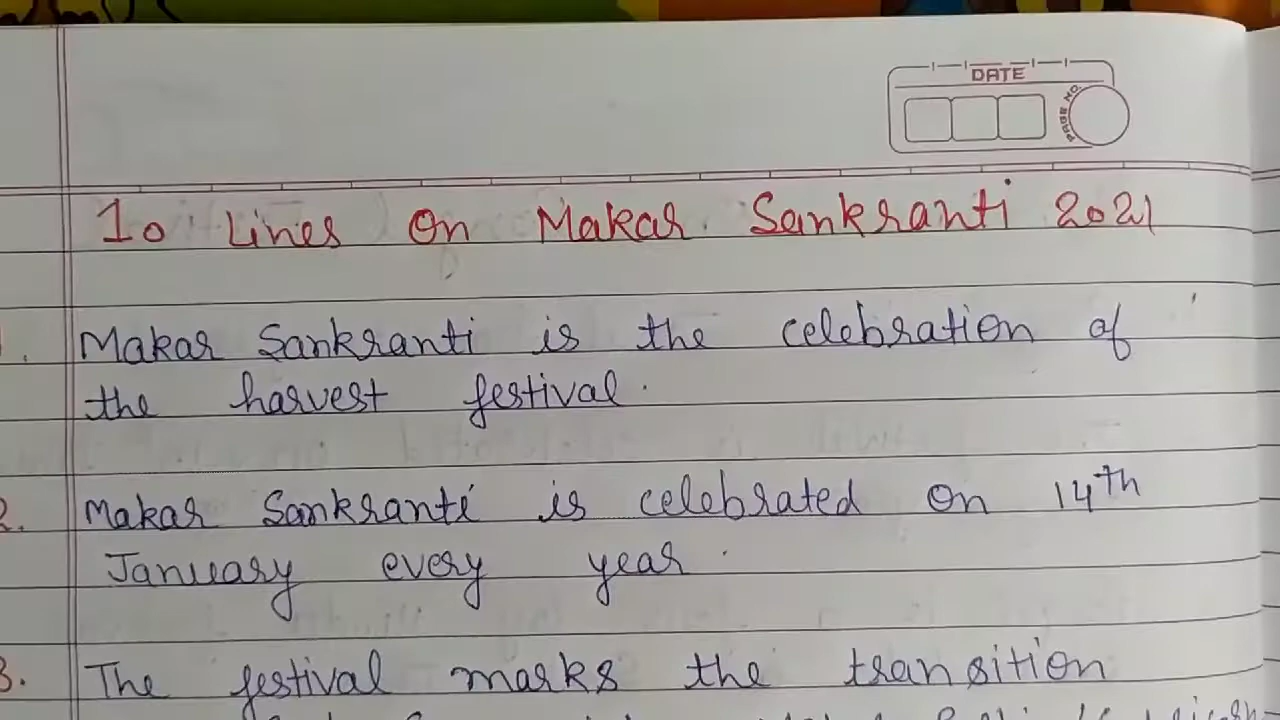 DATE
PAGE NO.
10 Lines On Makar Sankranti 2021
1. Makar Sankranti is the celebration of
the harvest festival.
2. Makar Sankranti is celebrated on 14th
January every year.
3. The festival marks the transition